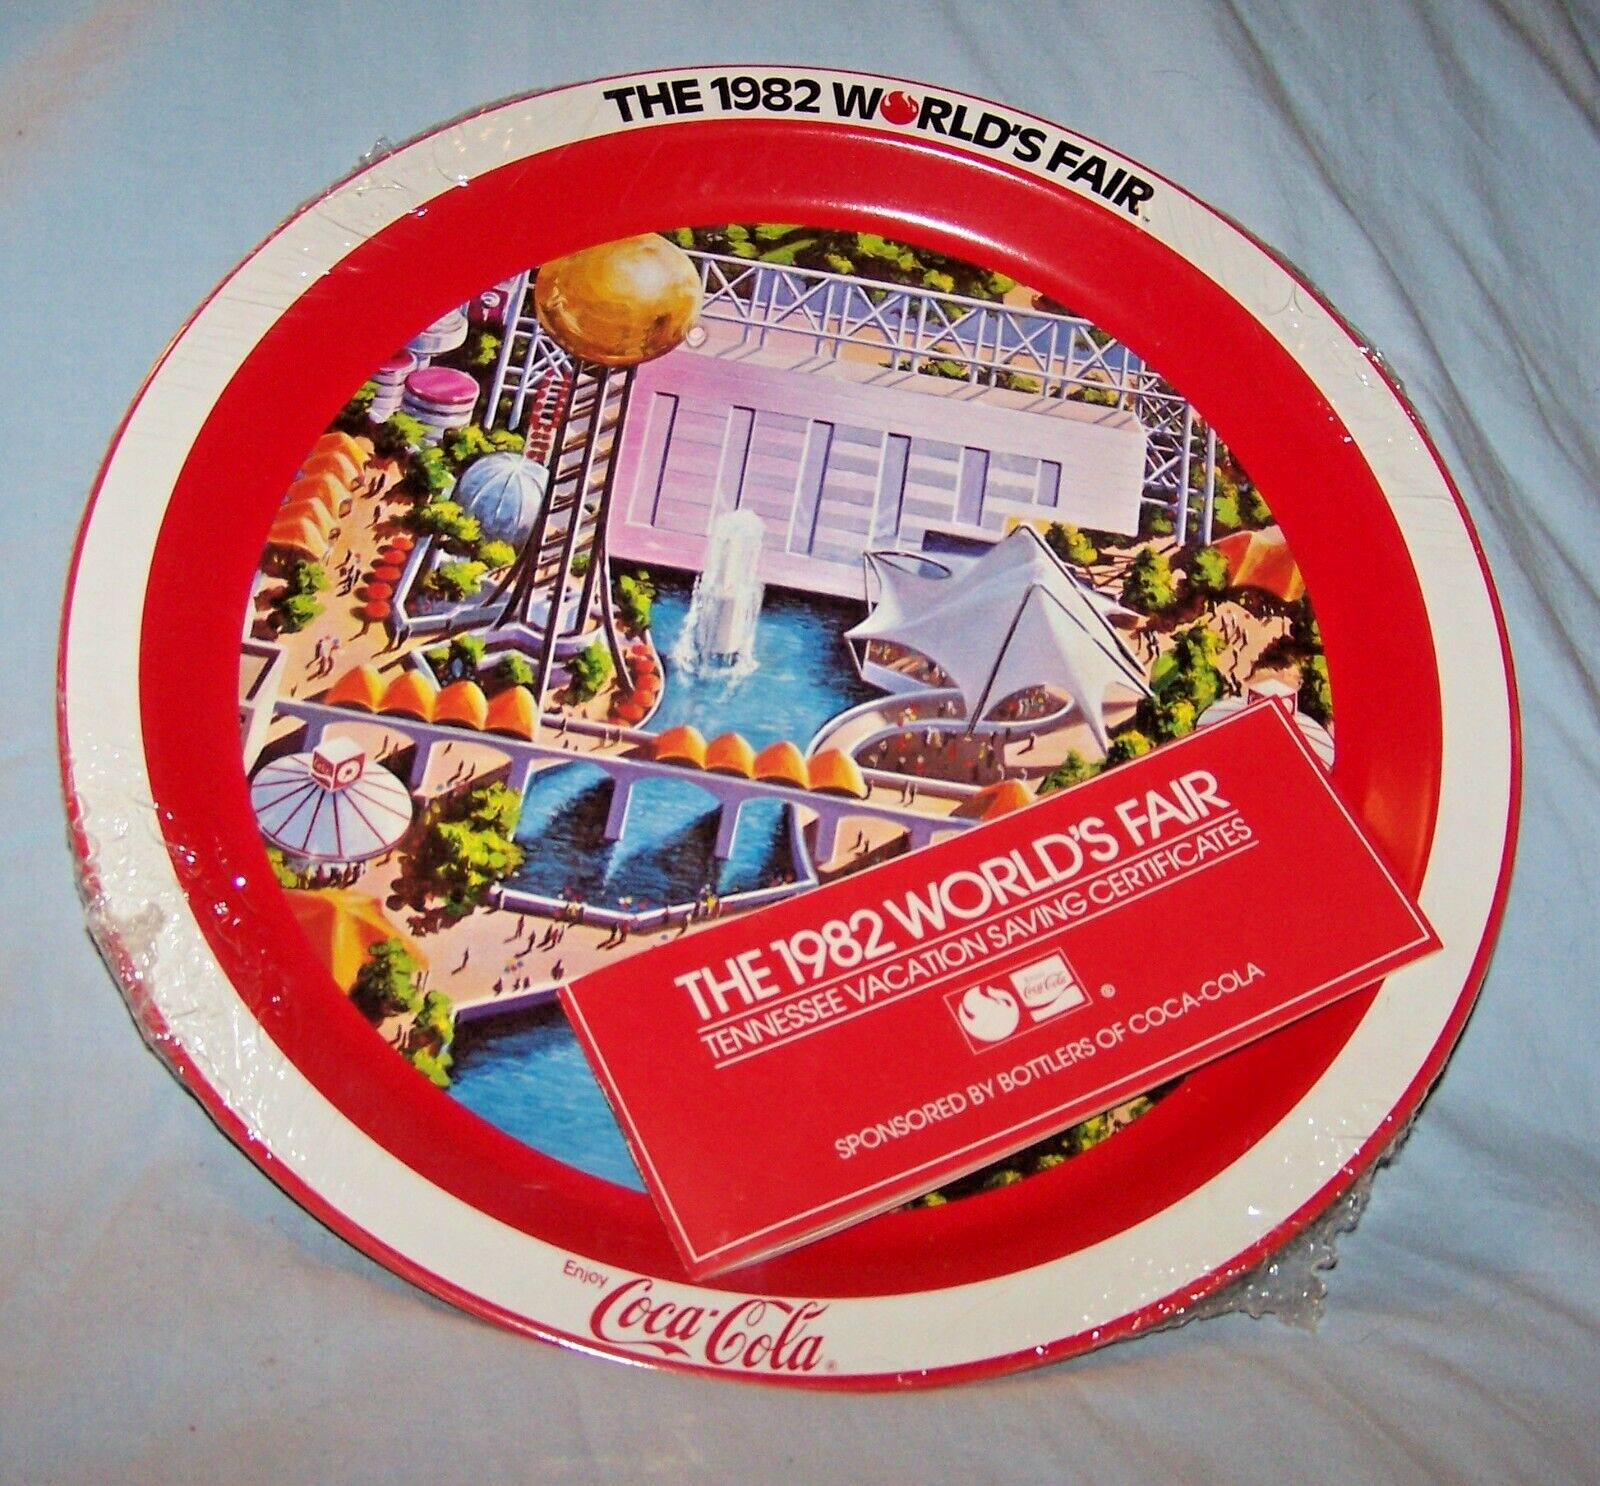 THE 1982 WORLD'S FAIR™
THE 1982 WORLD'S FAIR
TENNESSEE VACATION SAVING CERTIFICATES
Coca-Cola
®
SPONSORED BY BOTTLERS OF COCA-COLA
Enjoy
Coca-Cola®